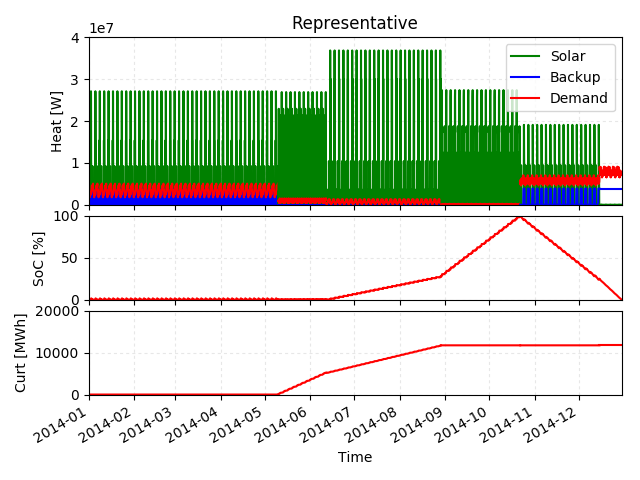 Representative
1e7
4
3
2
1
0
Heat [W]
Solar
Backup
Demand
100
50
0
SoC [%]
20000
10000
0
Curt [MWh]
2014-01
2014-02
2014-03
2014-04
2014-05
2014-06
2014-07
2014-08
2014-09
2014-10
2014-11
2014-12
Time